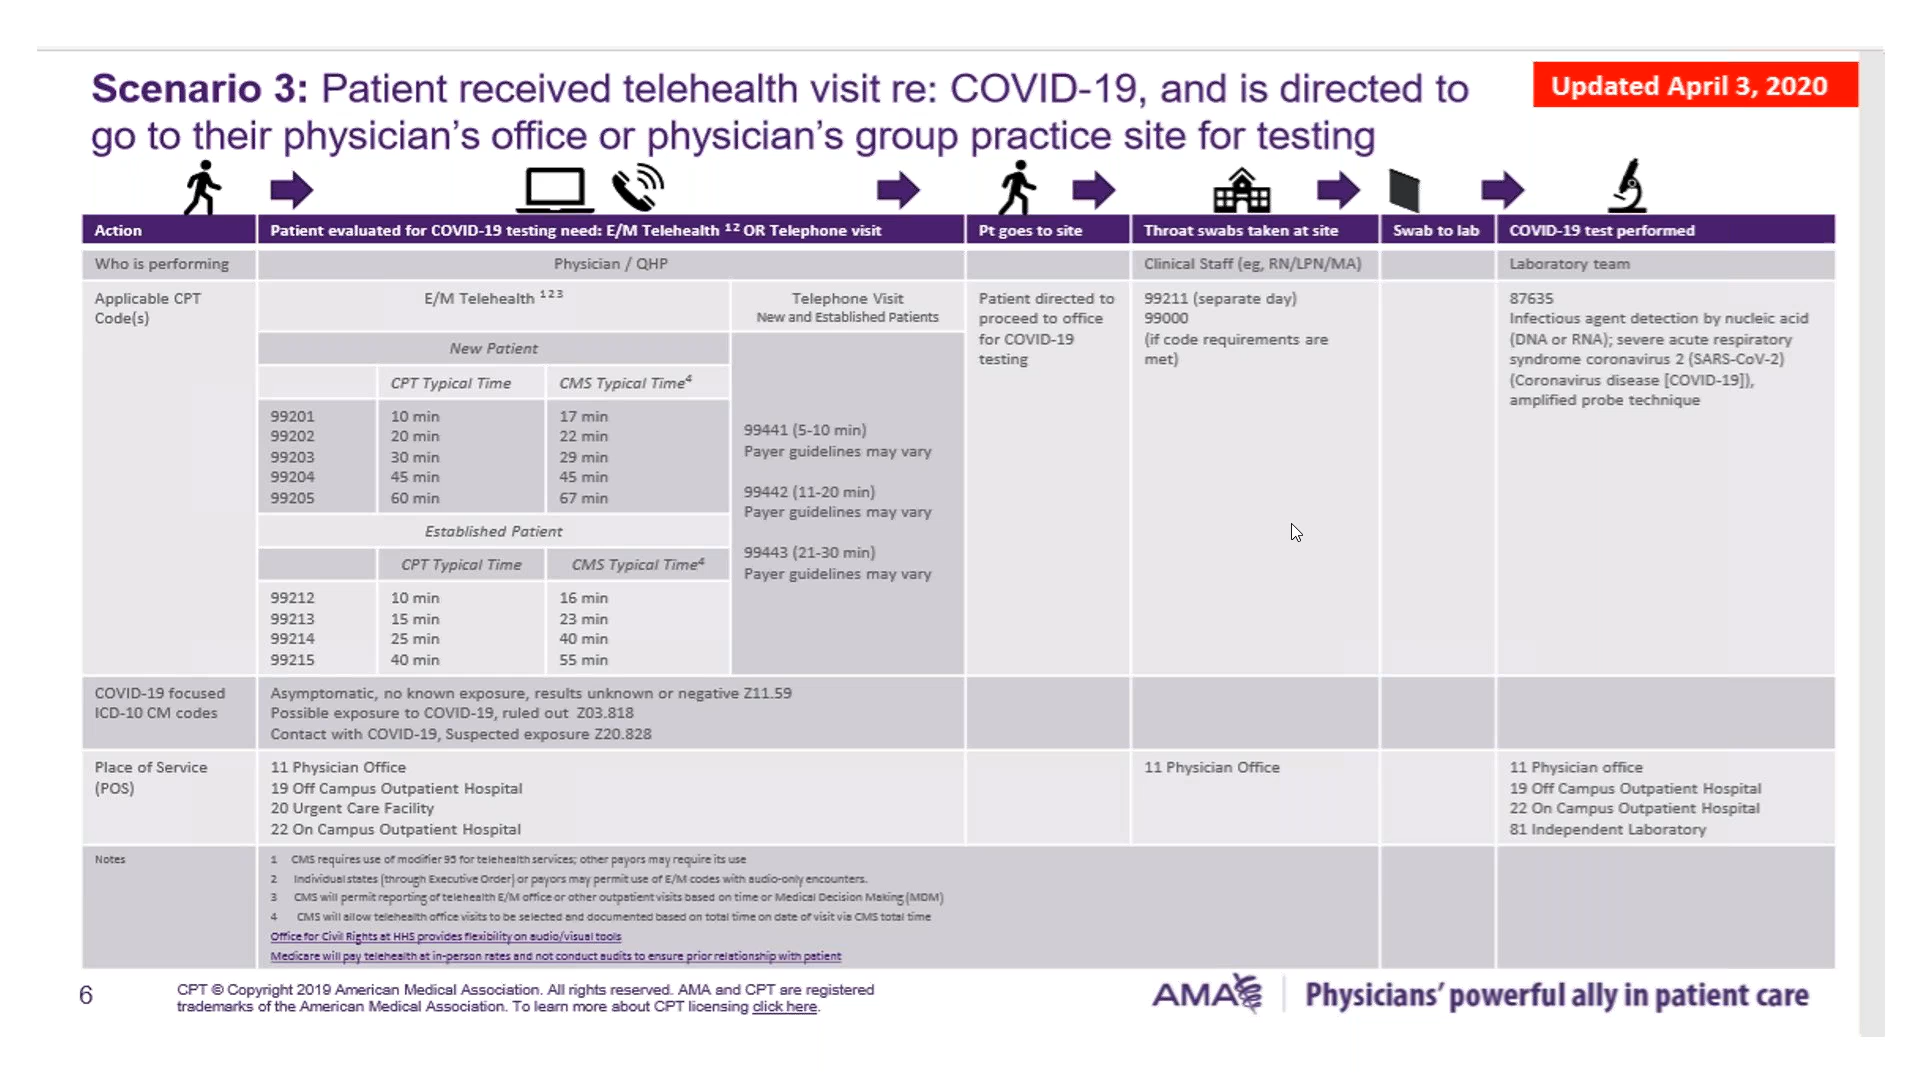 Scenario 3: Patient received telehealth visit re: COVID-19, and is directed to
go to their physician's office or physician's group practice site for testing
Updated April 3, 2020
Action
Patient evaluated for COVID-19 testing need: E/M Telehealth 1 2 OR Telephone visit
Pt goes to site
Throat swabs taken at site
Swab to lab
COVID-19 test performed
Who is performing
Physician / QHP
Clinical Staff (eg, RN/LPN/MA)
Laboratory team
Applicable CPT
Code(s)
E/M Telehealth 1 2 3
Telephone Visit
New and Established Patients
New Patient
CPT Typical Time
CMS Typical Time4
99201 10 min 17 min
99202 20 min 22 min
99203 30 min 29 min
99204 45 min 45 min
99205 60 min 67 min
Established Patient
CPT Typical Time
CMS Typical Time4
99212 10 min 16 min
99213 15 min 23 min
99214 25 min 40 min
99215 40 min 55 min
99441 (5-10 min)
Payer guidelines may vary
99442 (11-20 min)
Payer guidelines may vary
99443 (21-30 min)
Payer guidelines may vary
Patient directed to
proceed to office
for COVID-19
testing
99211 (separate day)
99000
(if code requirements are
met)
87635
Infectious agent detection by nucleic acid
(DNA or RNA); severe acute respiratory
syndrome coronavirus 2 (SARS-CoV-2)
(Coronavirus disease [COVID-19]),
amplified probe technique
COVID-19 focused
ICD-10 CM codes
Asymptomatic, no known exposure, results unknown or negative Z11.59
Possible exposure to COVID-19, ruled out Z03.818
Contact with COVID-19, Suspected exposure Z20.828
Place of Service
(POS)
11 Physician Office
19 Off Campus Outpatient Hospital
20 Urgent Care Facility
22 On Campus Outpatient Hospital
11 Physician Office
11 Physician office
19 Off Campus Outpatient Hospital
22 On Campus Outpatient Hospital
81 Independent Laboratory
Notes
1 CMS requires use of modifier 95 for telehealth services; other payors may require its use
2 Individual states (through Executive Order) or payors may permit use of E/M codes with audio-only encounters.
3 CMS will permit reporting of telehealth E/M office or other outpatient visits based on time or Medical Decision Making (MDM)
4 CMS will allow telehealth office visits to be selected and documented based on total time on date of visit via CMS total time
Office for Civil Rights at HHS provides flexibility on audio/visual tools
Medicare will pay telehealth at in-person rates and not conduct audits to ensure prior relationship with patient
6
CPT © Copyright 2019 American Medical Association. All rights reserved. AMA and CPT are registered
trademarks of the American Medical Association. To learn more about CPT licensing click here.
AMA
Physicians' powerful ally in patient care